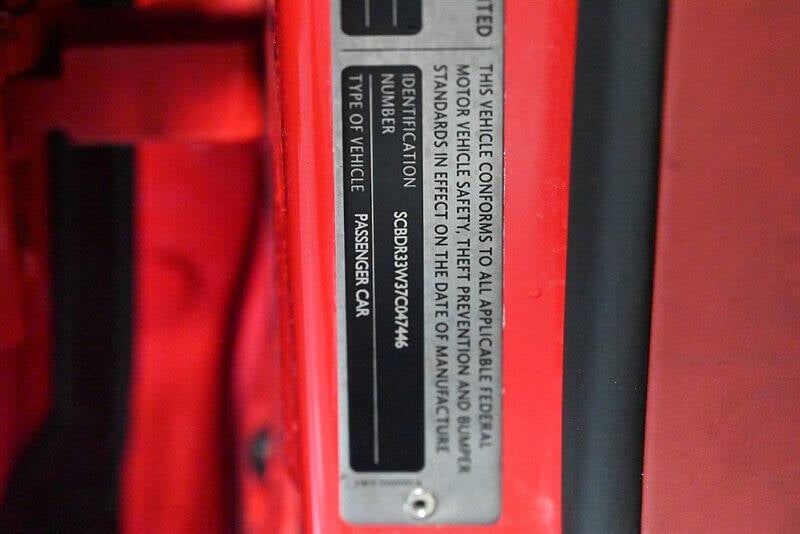 ITED
THIS VEHICLE CONFORMS TO ALL APPLICABLE FEDERAL
MOTOR VEHICLE SAFETY, THEFT PREVENTION AND BUMPER
STANDARDS IN EFFECT ON THE DATE OF MANUFACTURE
IDENTIFICATION
NUMBER SCBDR33W37C047446
TYPE OF VEHICLE PASSENGER CAR